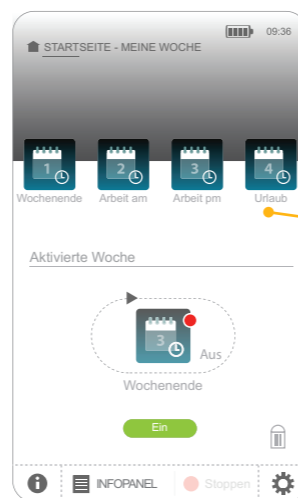 09:36
STARTSEITE - MEINE WOCHE
1 2 3 4
Wochenende Arbeit am Arbeit pm Urlaub
Aktivierte Woche
3
Aus
Wochenende
Ein
INFOPANEL Stoppen